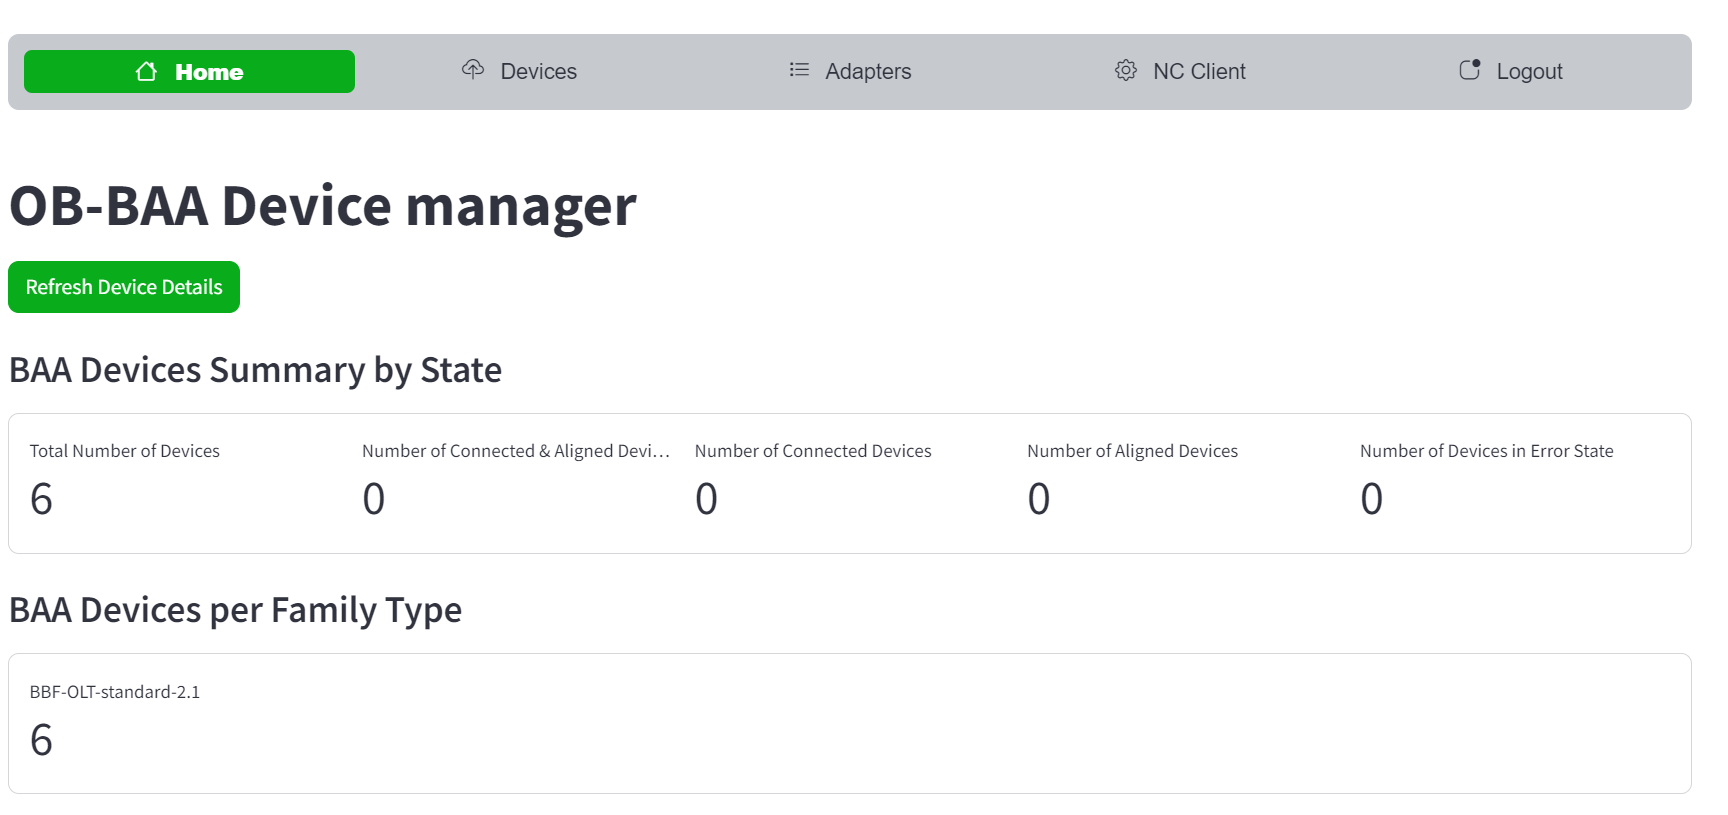 Home
Devices
Adapters
NC Client
Logout
OB-BAA Device manager
Refresh Device Details
BAA Devices Summary by State
Total Number of Devices
Number of Connected & Aligned Devi...
Number of Connected Devices
Number of Aligned Devices
Number of Devices in Error State
6
0
0
0
0
BAA Devices per Family Type
BBF-OLT-standard-2.1
6